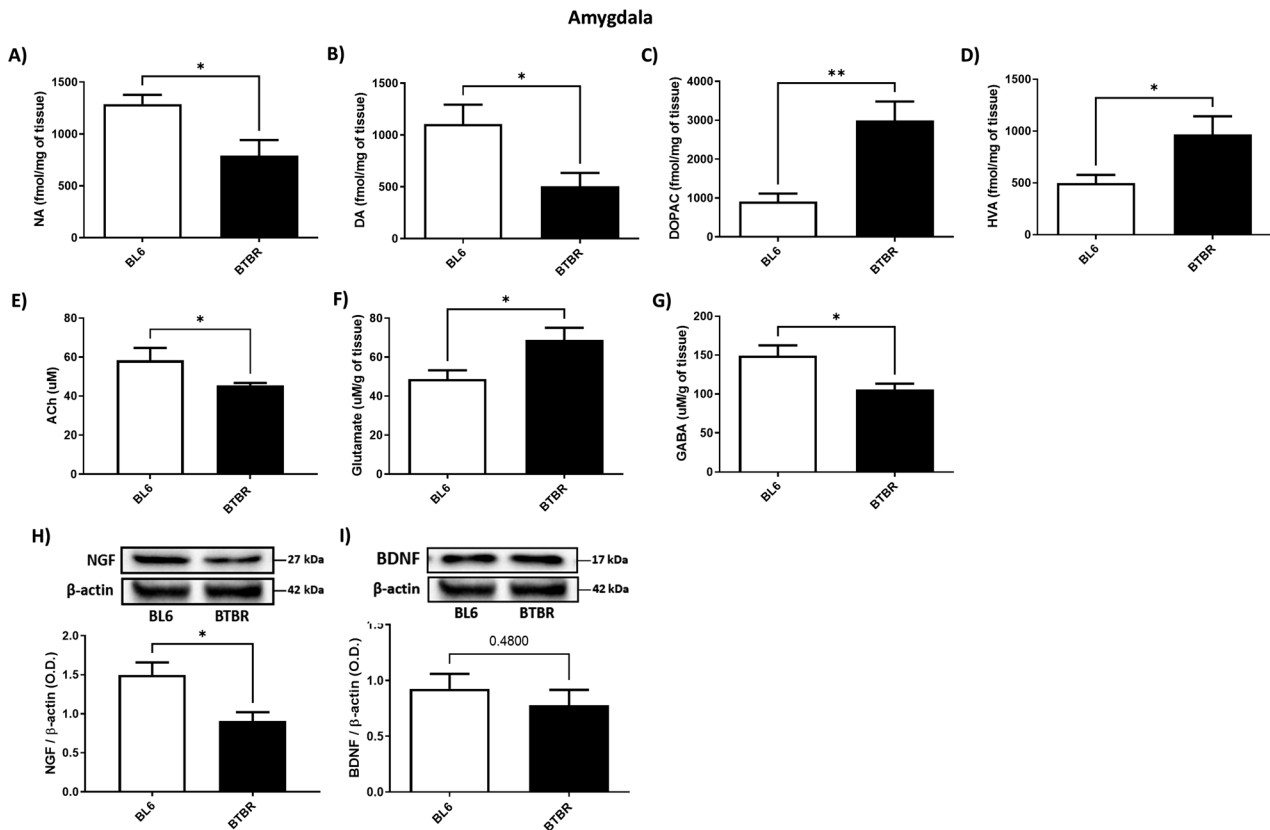 Amygdala
A)
NA (fmol/mg of tissue)
1500
1000
500
0
*
BL6
BTBR
B)
DA (fmol/mg of tissue)
1500
1000
500
0
*
BL6
BTBR
C)
DOPAC (fmol/mg of tissue)
4000
3000
2000
1000
0
**
BL6
BTBR
D)
HVA (fmol/mg of tissue)
1500
1000
500
0
*
BL6
BTBR
E)
ACh (uM)
80
60
40
20
0
*
BL6
BTBR
F)
Glutamate (uM/g of tissue)
80
60
40
20
0
*
BL6
BTBR
G)
GABA (uM/g of tissue)
200
150
100
50
0
*
BL6
BTBR
H)
NGF
27 kDa
β-actin
42 kDa
BL6 BTBR
NGF / β-actin (O.D.)
2.0
1.5
1.0
0.5
0.0
*
BL6
BTBR
I)
BDNF
17 kDa
β-actin
42 kDa
BL6 BTBR
BDNF / β-actin (O.D.)
1.5
1.0
0.5
0.0
0.4800
BL6
BTBR